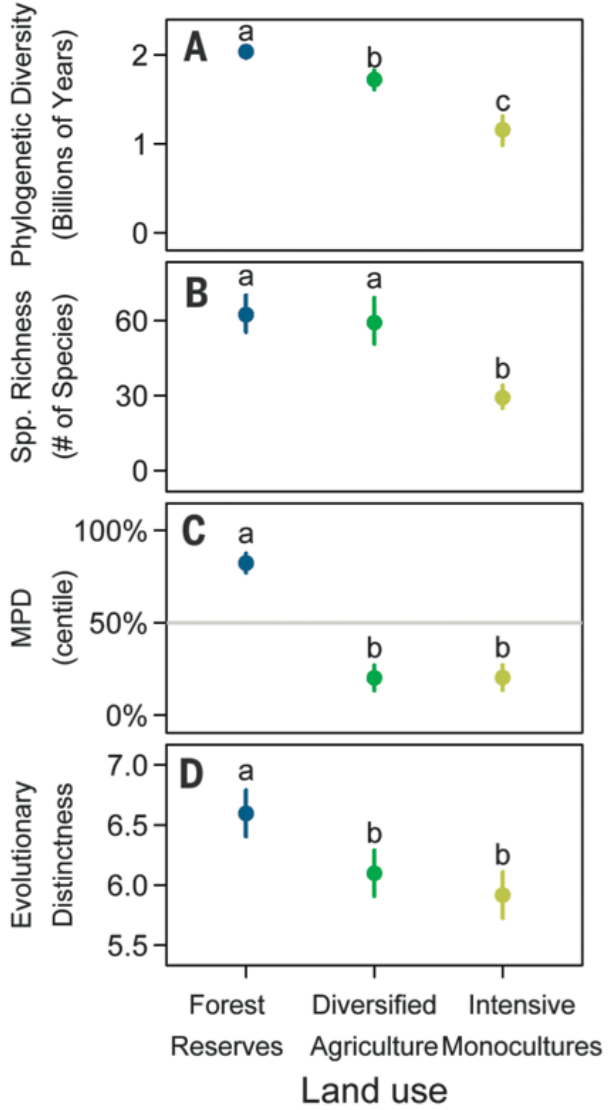 Phylogenetic Diversity
(Billions of Years)
A
a
b
c
2
1
0
Spp. Richness
(# of Species)
B
a
a
b
60
30
0
MPD
(centile)
C
a
b
b
100%
50%
0%
Evolutionary
Distinctness
D
a
b
b
7.0
6.5
6.0
5.5
Forest
Reserves
Diversified
Agriculture
Intensive
Monocultures
Land use